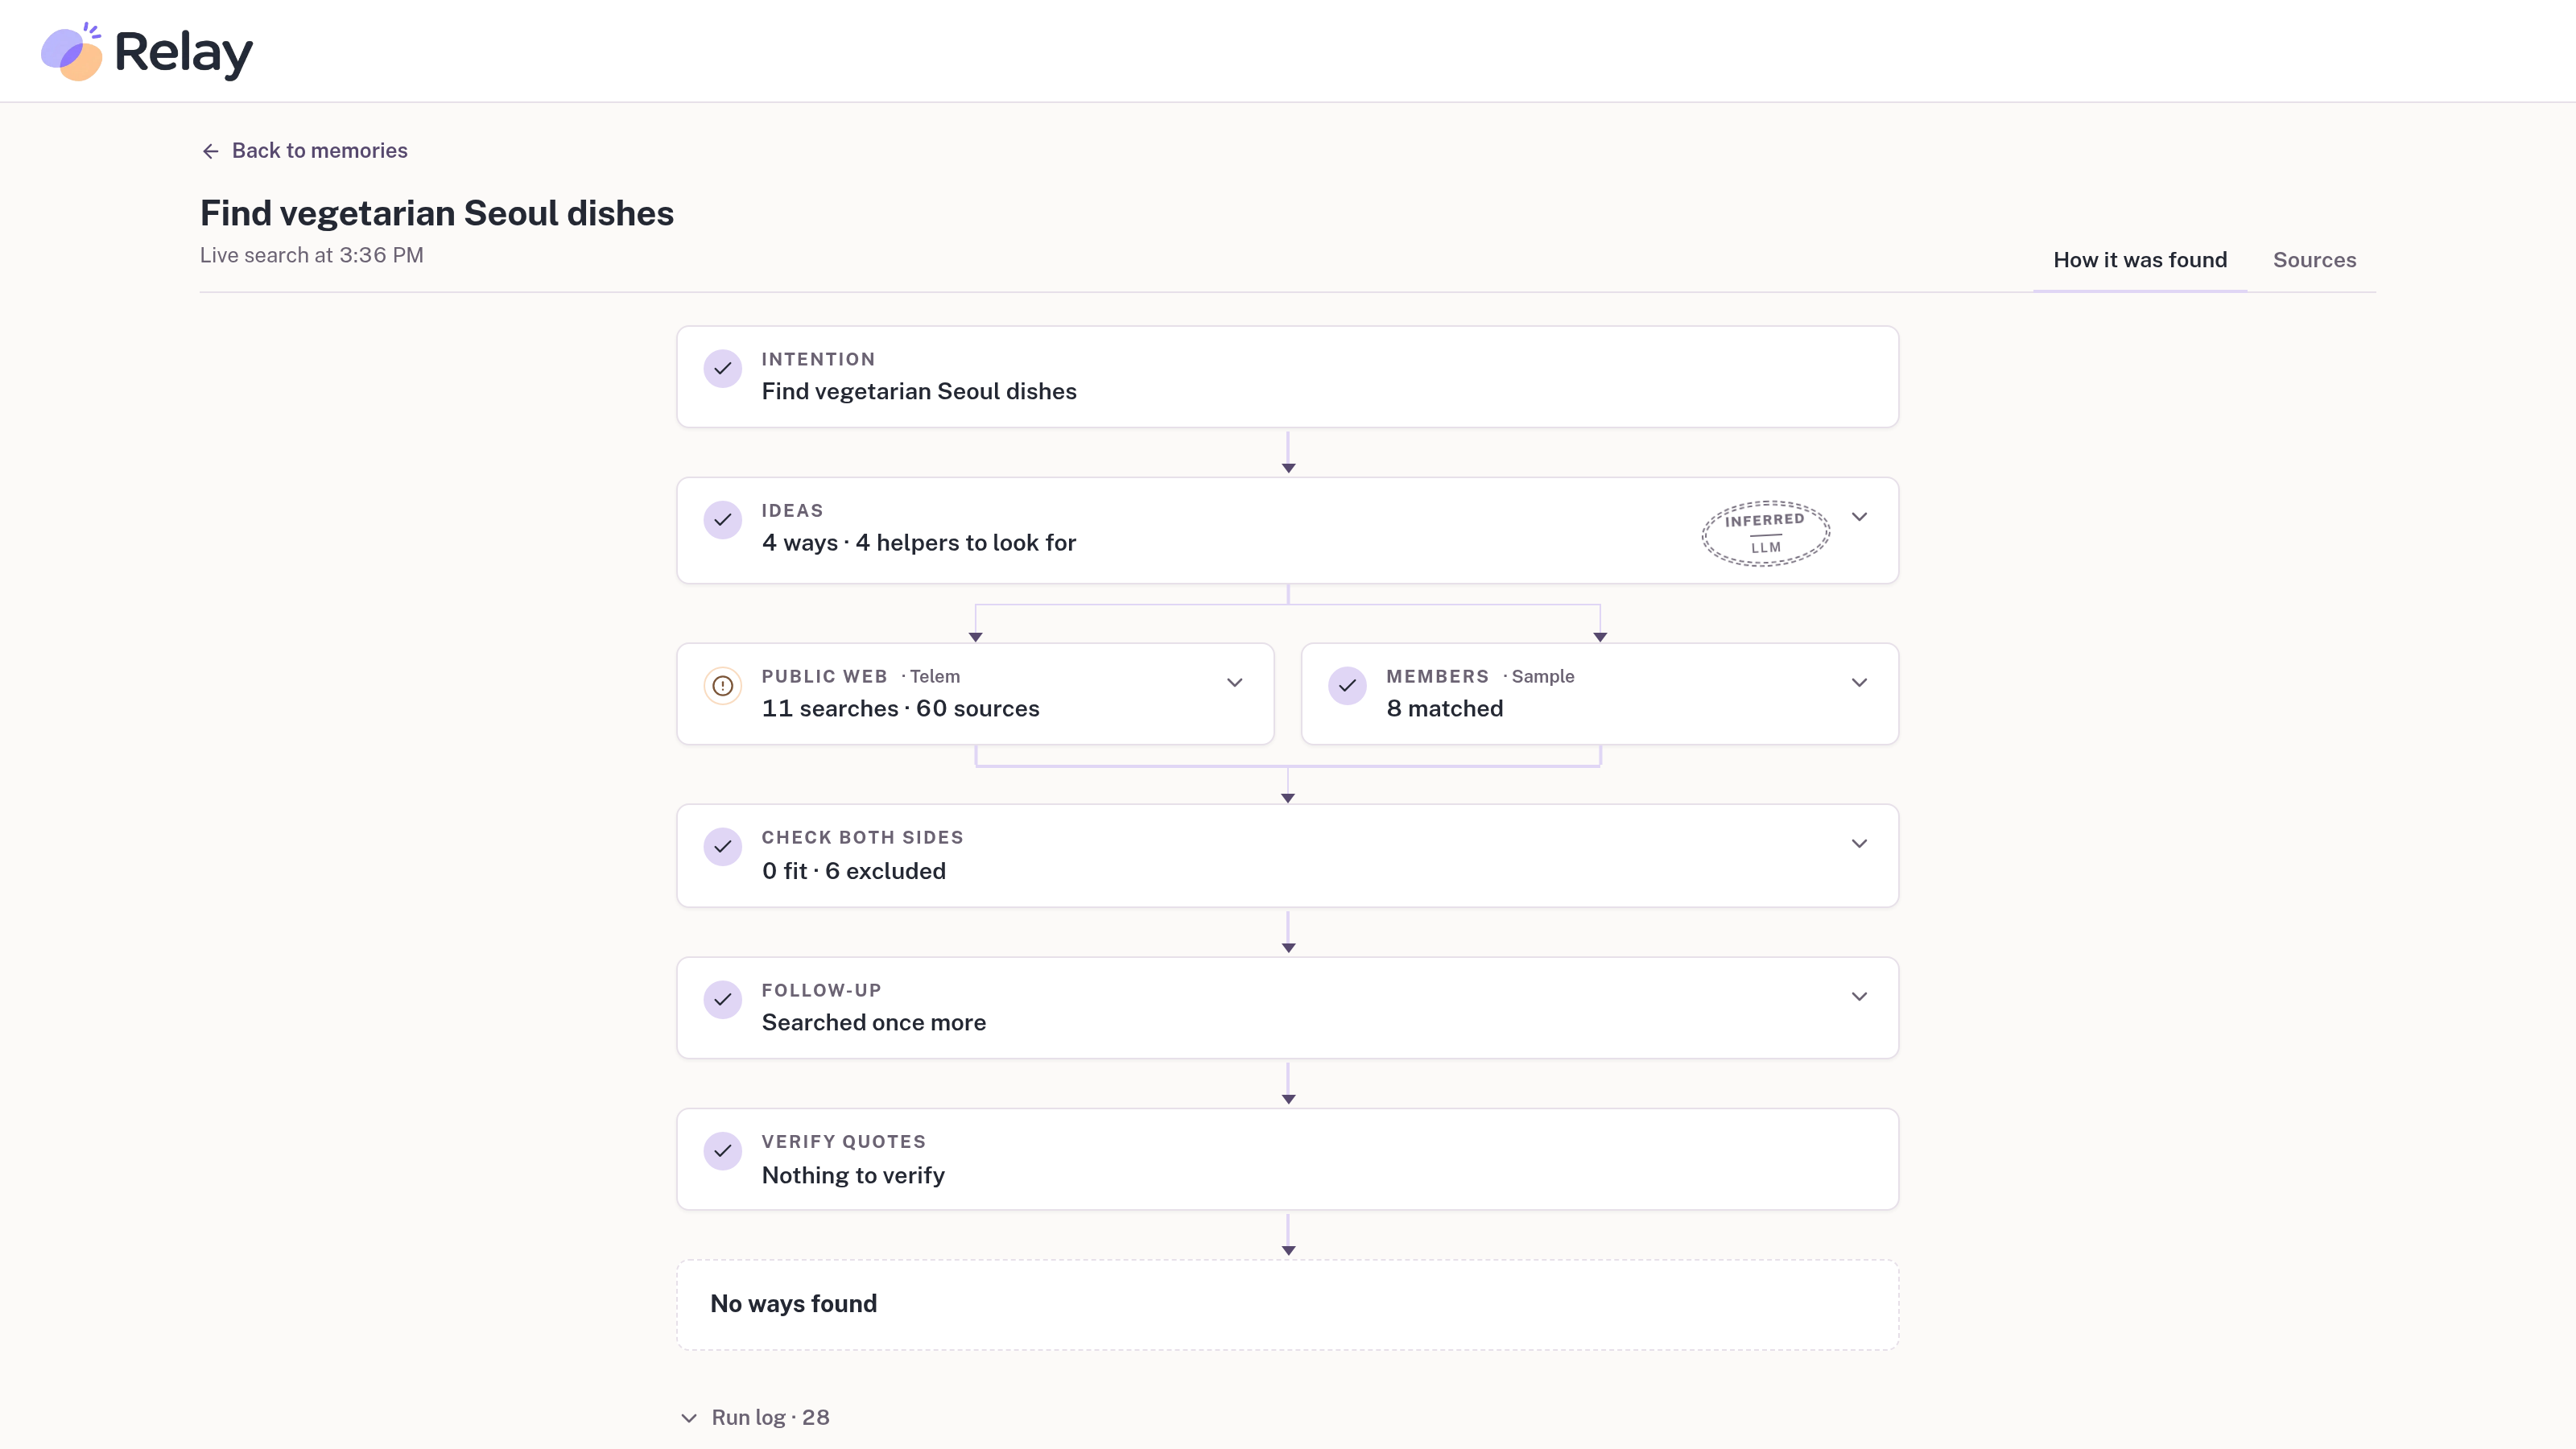 Relay
Back to memories
Find vegetarian Seoul dishes
Live search at 3:36 PM
How it was found
Sources
INTENTION
Find vegetarian Seoul dishes
IDEAS
4 ways · 4 helpers to look for
INFERRED
LLM
PUBLIC WEB · Telem
11 searches · 60 sources
MEMBERS · Sample
8 matched
CHECK BOTH SIDES
0 fit · 6 excluded
FOLLOW-UP
Searched once more
VERIFY QUOTES
Nothing to verify
No ways found
Run log · 28